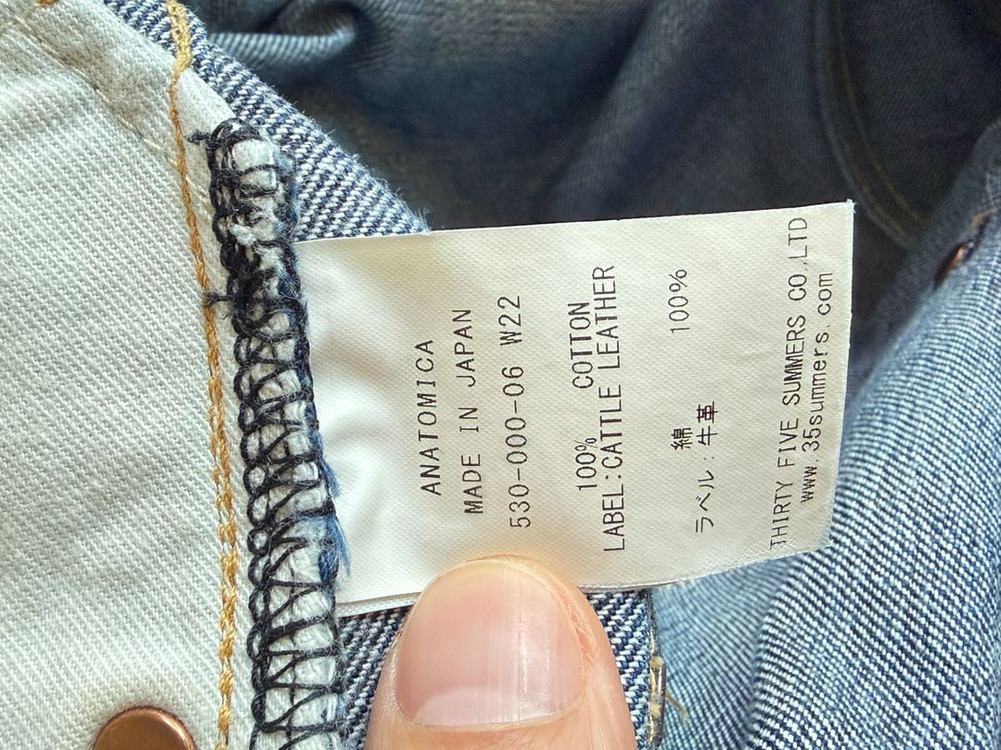 ANATOMICA
MADE IN JAPAN
530-000-06 W22
100% COTTON
LABEL:CATTLE LEATHER
綿 100%
ラベル:牛革
THIRTY FIVE SUMMERS CO.,LTD
www.35summers.com